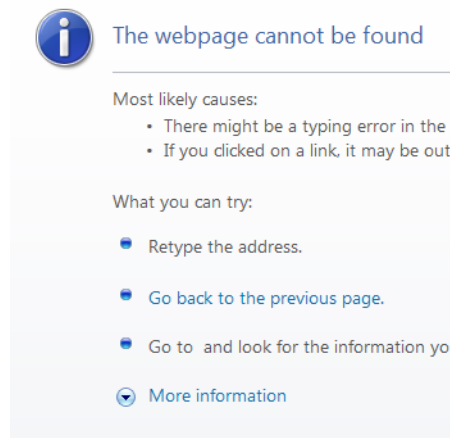 The webpage cannot be found
Most likely causes:
• There might be a typing error in the
• If you clicked on a link, it may be out
What you can try:
Retype the address.
Go back to the previous page.
Go to and look for the information yo
More information